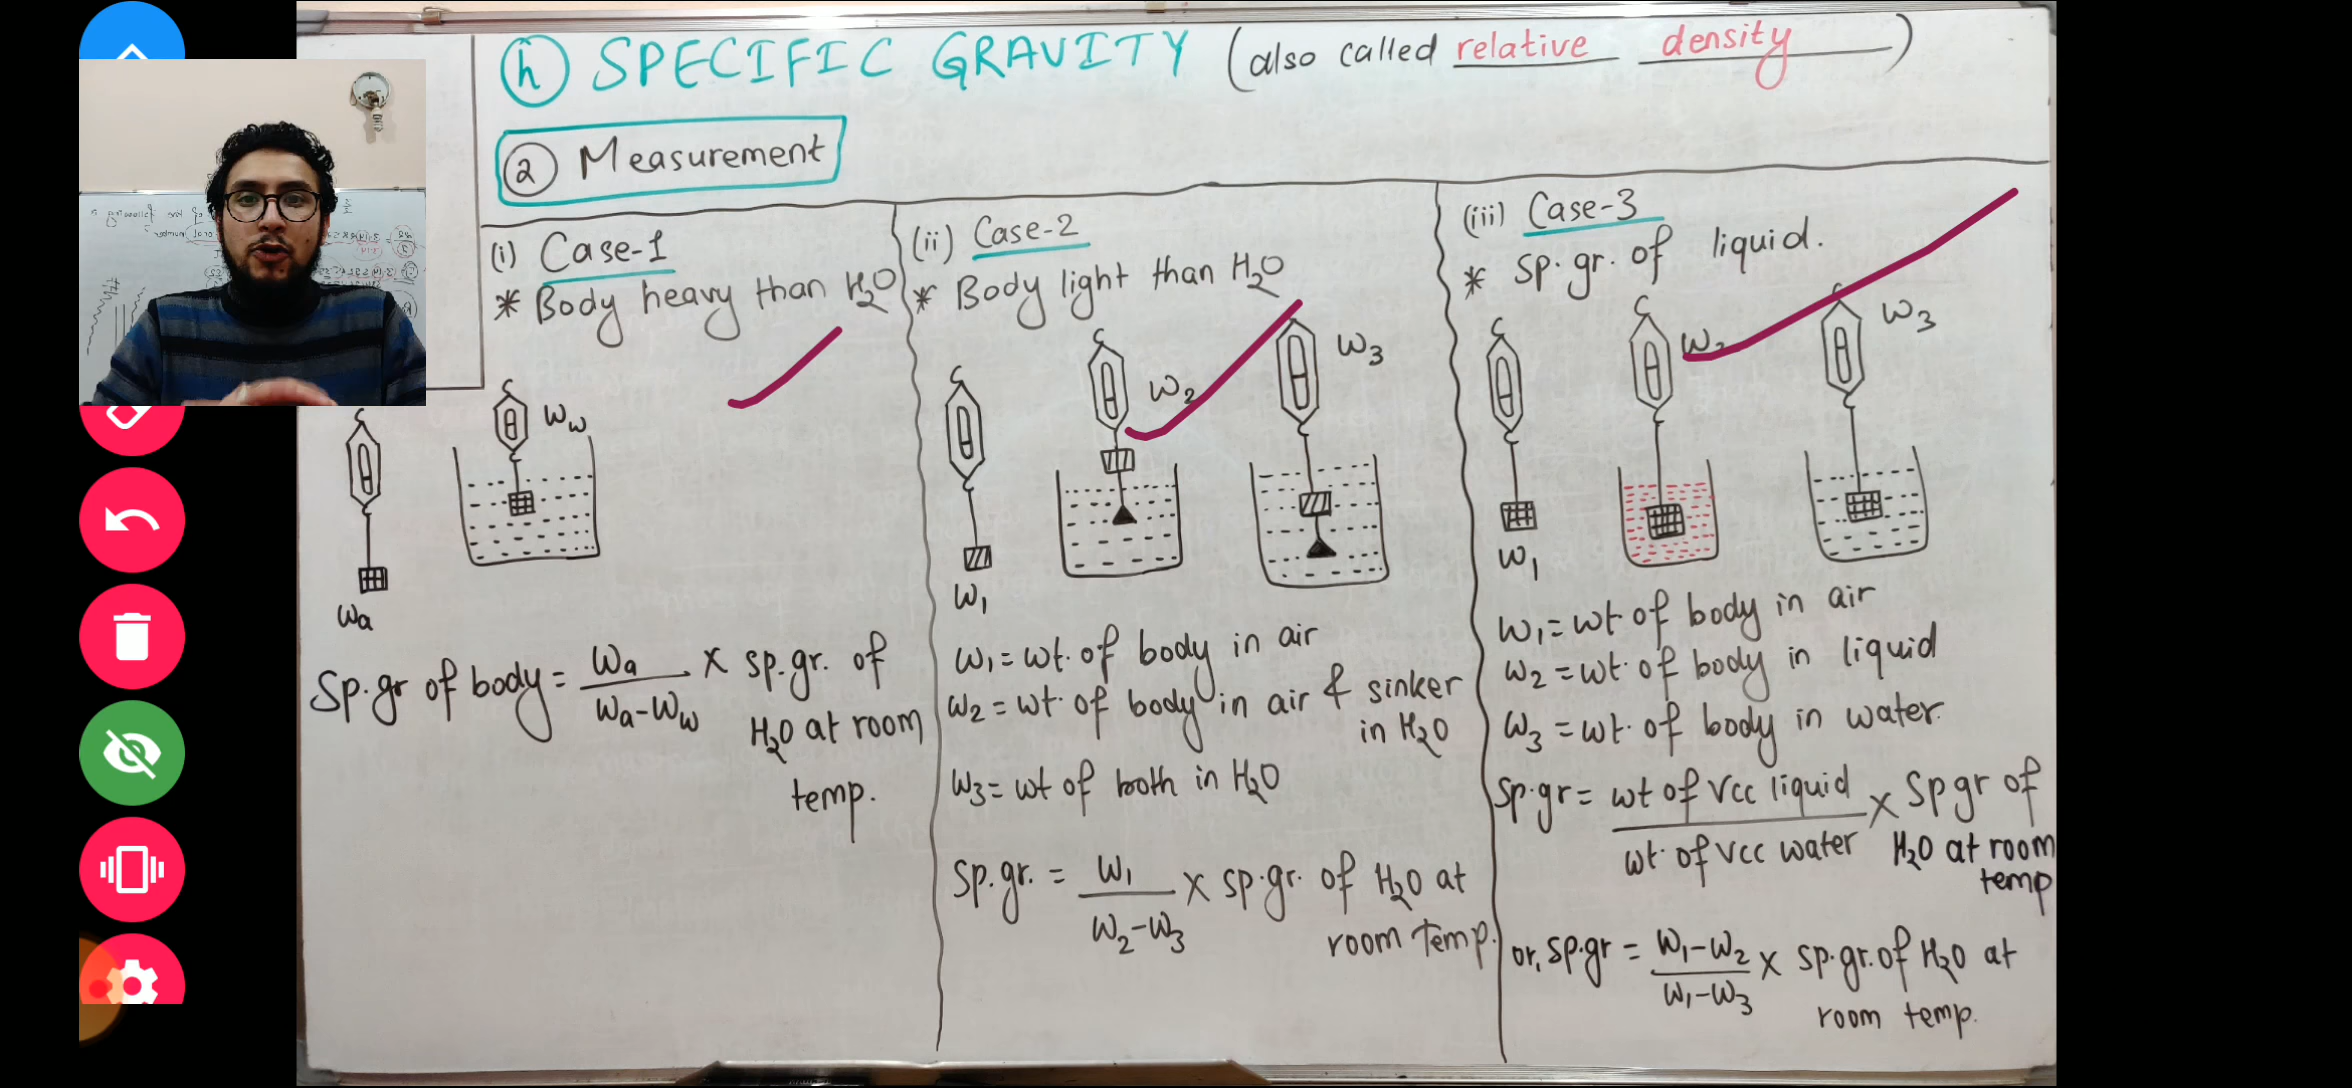 (h) SPECIFIC GRAVITY (also called relative density)
(2) Measurement
(i) Case-1
* Body heavy than H₂O
Ww
Wa
Sp.gr of body = Wa / Wa-Ww × sp.gr. of
H₂O at room
temp.
(ii) Case-2
* Body light than H₂O
W₂
W₃
W₁
W₁ = wt. of body in air
W₂ = wt. of body in air & sinker
in H₂O
W₃ = wt of both in H₂O
Sp.gr. = W₁ / W₂-W₃ × sp.gr. of H₂O at
room temp.
(iii) Case-3
* Sp.gr. of liquid.
W₂
W₃
W₁
W₁ = wt of body in air
W₂ = wt. of body in liquid
W₃ = wt. of body in water.
Sp.gr = wt of Vcc liquid / wt. of Vcc water × Sp gr of
H₂O at room
temp
or, sp.gr = W₁-W₂ / W₁-W₃ × sp.gr. of H₂O at
room temp.